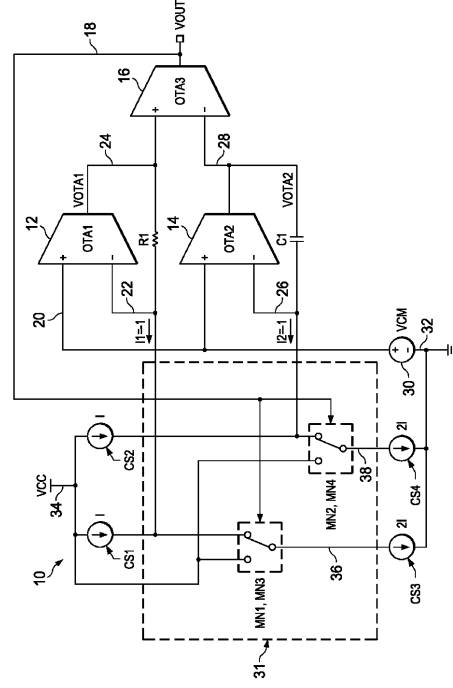 10
VCC
34
I
CS1
I
CS2
31
MN1, MN3
MN2, MN4
36
38
2I
CS3
2I
CS4
20
22
I1=1
26
I2=1
12
+
OTA1
-
VOTA1
24
R1
14
+
OTA2
-
28
VOTA2
C1
VCM
+
-
30
32
16
+
OTA3
-
18
VOUT